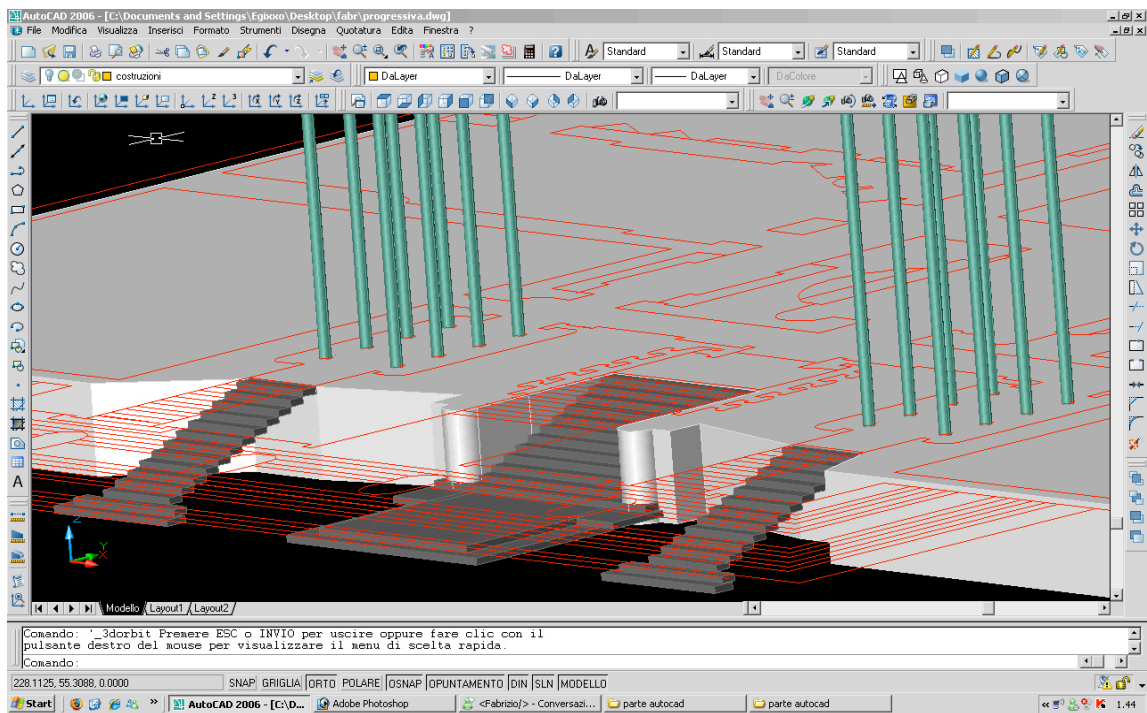 AutoCAD 2006 - [C:\Documents and Settings\Egixxo\Desktop\fabr\progressiva.dwg]
File Modifica Visualizza Inserisci Formato Strumenti Disegna Quotatura Edita Finestra ?
Standard Standard Standard
costruzioni DaLayer DaLayer DaLayer DaColore
Z
Y
X
Modello Layout1 Layout2
Comando: '_3dorbit Premere ESC o INVIO per uscire oppure fare clic con il
pulsante destro del mouse per visualizzare il menu di scelta rapida.
Comando:
228.1125, 55.3088, 0.0000 SNAP GRIGLIA ORTO POLARE OSNAP OPUNTAMENTO DIN SLN MODELLO
Start » AutoCAD 2006 - [C:\D... Adobe Photoshop <Fabrizio/> - Conversazi... parte autocad parte autocad « 1.44